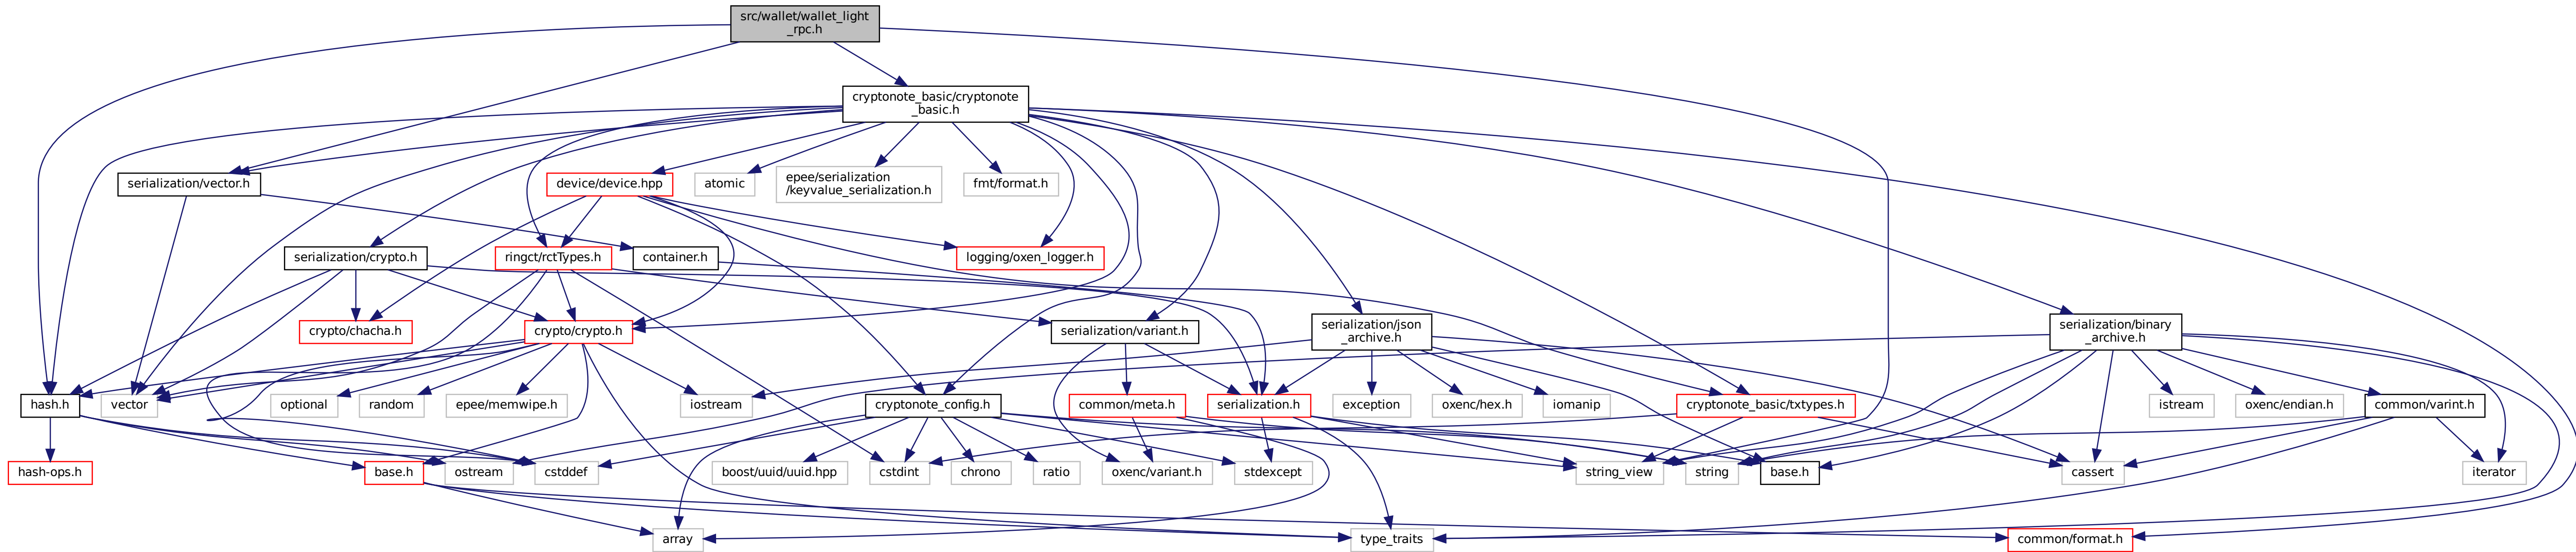 src/wallet/wallet_light
_rpc.h
cryptonote_basic/cryptonote
_basic.h
serialization/vector.h
device/device.hpp
atomic
epee/serialization
/keyvalue_serialization.h
fmt/format.h
serialization/crypto.h
ringct/rctTypes.h
container.h
logging/oxen_logger.h
crypto/chacha.h
crypto/crypto.h
serialization/variant.h
serialization/json
_archive.h
serialization/binary
_archive.h
hash.h
vector
optional
random
epee/memwipe.h
iostream
cryptonote_config.h
common/meta.h
serialization.h
exception
oxenc/hex.h
iomanip
cryptonote_basic/txtypes.h
istream
oxenc/endian.h
common/varint.h
hash-ops.h
base.h
ostream
cstddef
boost/uuid/uuid.hpp
cstdint
chrono
ratio
oxenc/variant.h
stdexcept
string_view
string
base.h
cassert
iterator
array
type_traits
common/format.h